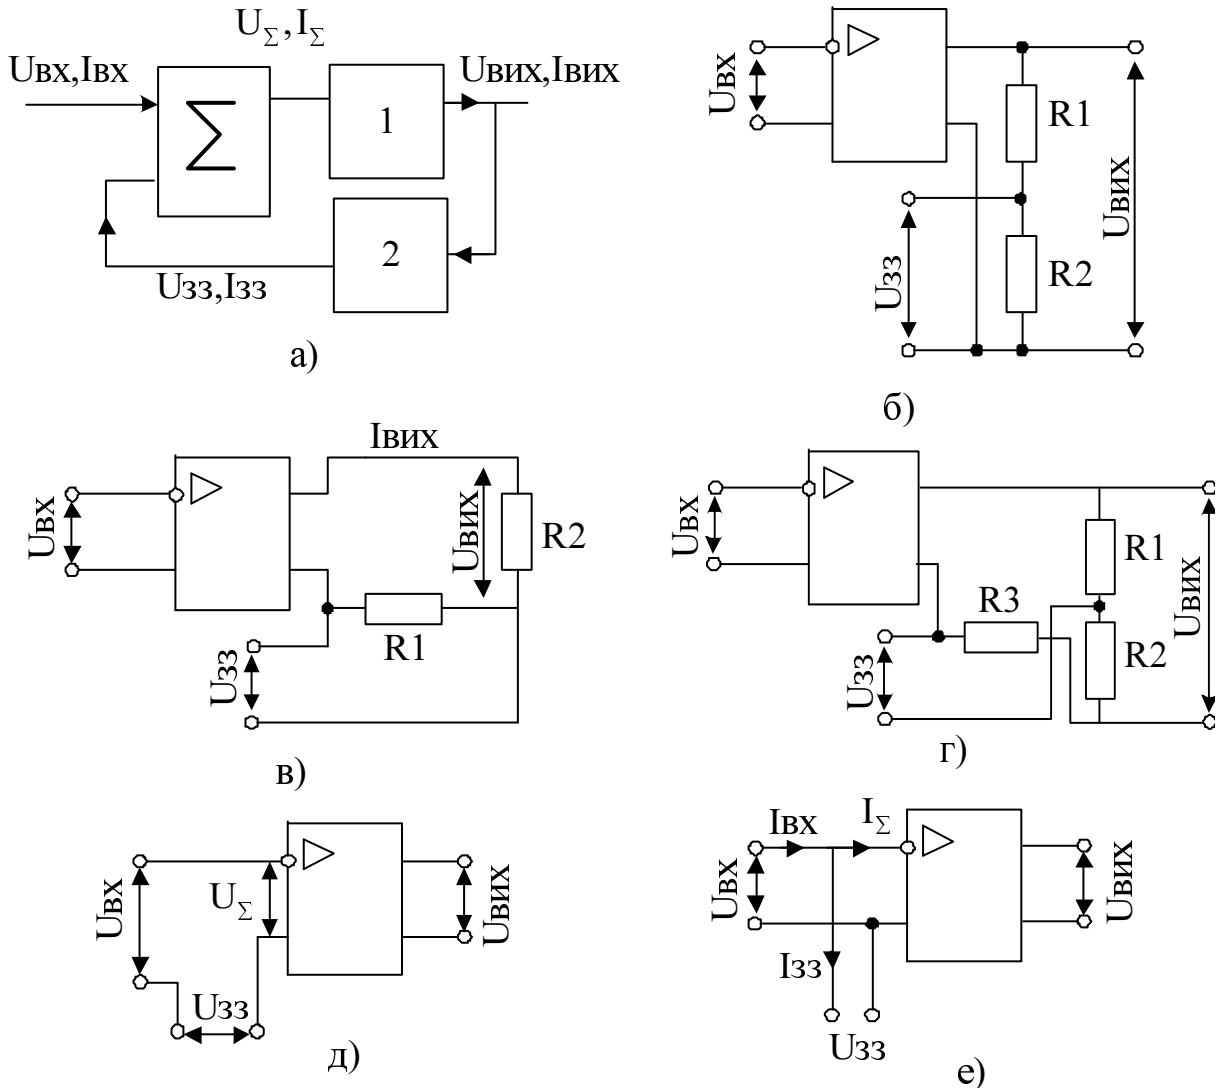 U∑,I∑
Uвх,Iвх
∑
1
Uвих,Iвих
2
Uзз,Iзз
а)
Uвх
R1
R2
Uзз
Uвих
б)
Iвих
Uвх
Uвих
R2
R1
Uзз
в)
Uвх
R1
R3
R2
Uзз
Uвих
г)
Uвх
U∑
Uвих
Uзз
д)
Iвх
I∑
Uвх
Uвих
Iзз
Uзз
е)